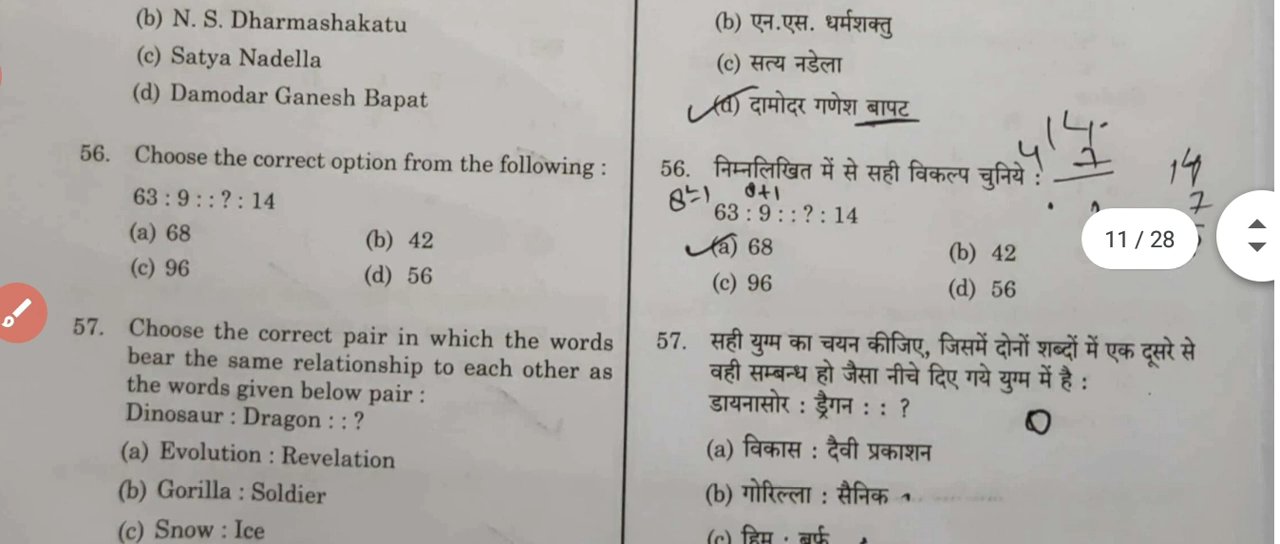 (b) N. S. Dharmashakatu
(c) Satya Nadella
(d) Damodar Ganesh Bapat
56. Choose the correct option from the following :
63 : 9 : : ? : 14
(a) 68 (b) 42
(c) 96 (d) 56
57. Choose the correct pair in which the words
bear the same relationship to each other as
the words given below pair :
Dinosaur : Dragon : : ?
(a) Evolution : Revelation
(b) Gorilla : Soldier
(c) Snow : Ice
(b) एन.एस. धर्मशक्तु
(c) सत्य नडेला
(d) दामोदर गणेश बापट
56. निम्नलिखित में से सही विकल्प चुनिये :
63 : 9 : : ? : 14
(a) 68 (b) 42
(c) 96 (d) 56
57. सही युग्म का चयन कीजिए, जिसमें दोनों शब्दों में एक दूसरे से
वही सम्बन्ध हो जैसा नीचे दिए गये युग्म में है :
डायनासोर : ड्रैगन : : ?
(a) विकास : दैवी प्रकाशन
(b) गोरिल्ला : सैनिक
(c) हिम : बर्फ
14
7
11 / 28